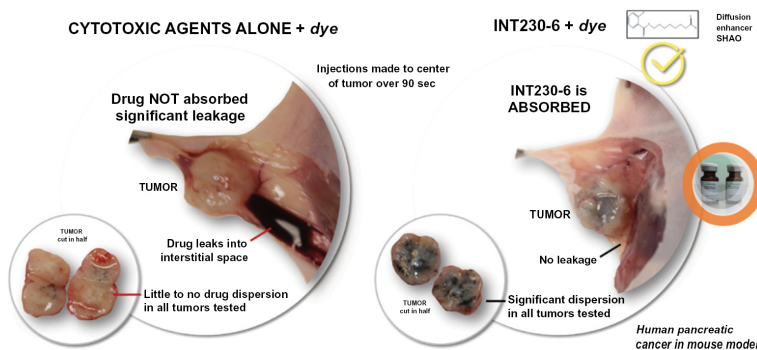 CYTOTOXIC AGENTS ALONE + dye
Drug NOT absorbed
significant leakage
TUMOR
Drug leaks into
interstitial space
TUMOR
cut in half
Little to no drug dispersion
in all tumors tested
Injections made to center
of tumor over 90 sec
INT230-6 + dye
Diffusion
enhancer
SHAO
INT230-6 is
ABSORBED
TUMOR
No leakage
TUMOR
cut in half
Significant dispersion
in all tumors tested
Human pancreatic
cancer in mouse model